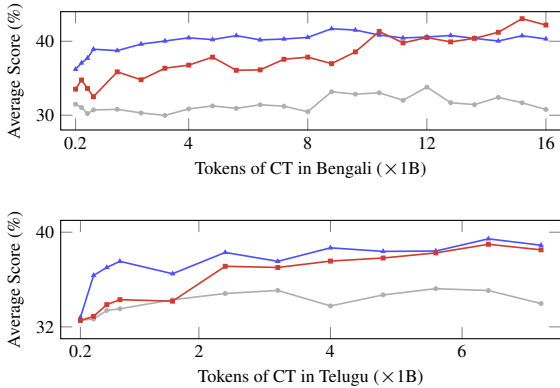 Average Score (%)
40
30
0.2 4 8 12 16
Tokens of CT in Bengali (×1B)
Average Score (%)
40
32
0.2 2 4 6
Tokens of CT in Telugu (×1B)